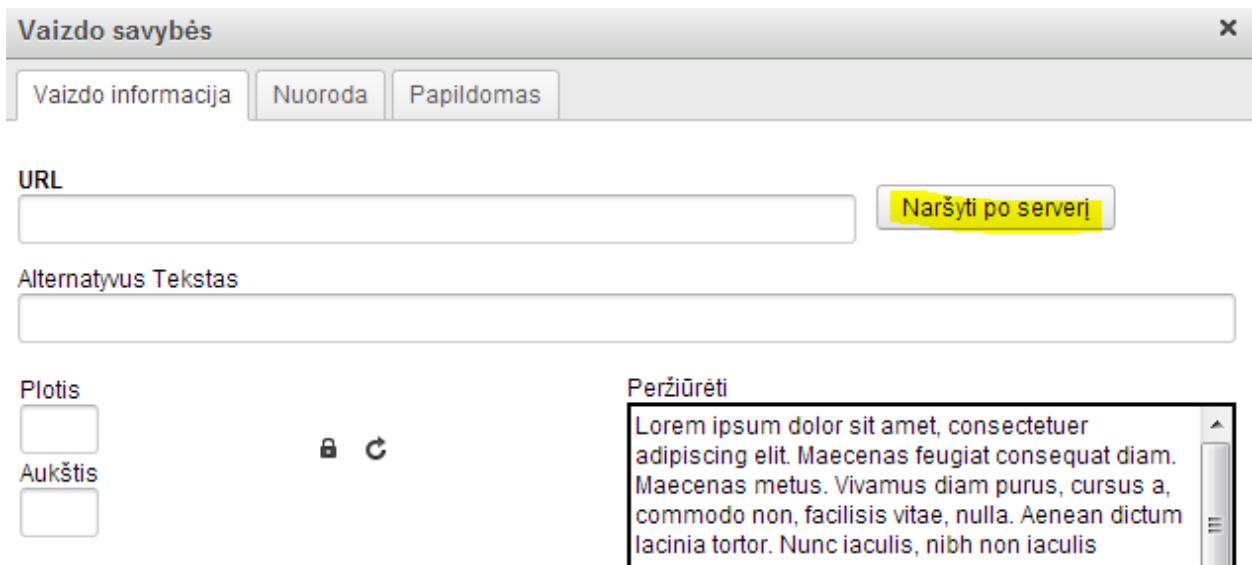 Vaizdo savybės
Vaizdo informacija Nuoroda Papildomas
URL
Naršyti po serverį
Alternatyvus Tekstas
Plotis
Aukštis
Peržiūrėti
Lorem ipsum dolor sit amet, consectetuer
adipiscing elit. Maecenas feugiat consequat diam.
Maecenas metus. Vivamus diam purus, cursus a,
commodo non, facilisis vitae, nulla. Aenean dictum
lacinia tortor. Nunc iaculis, nibh non iaculis